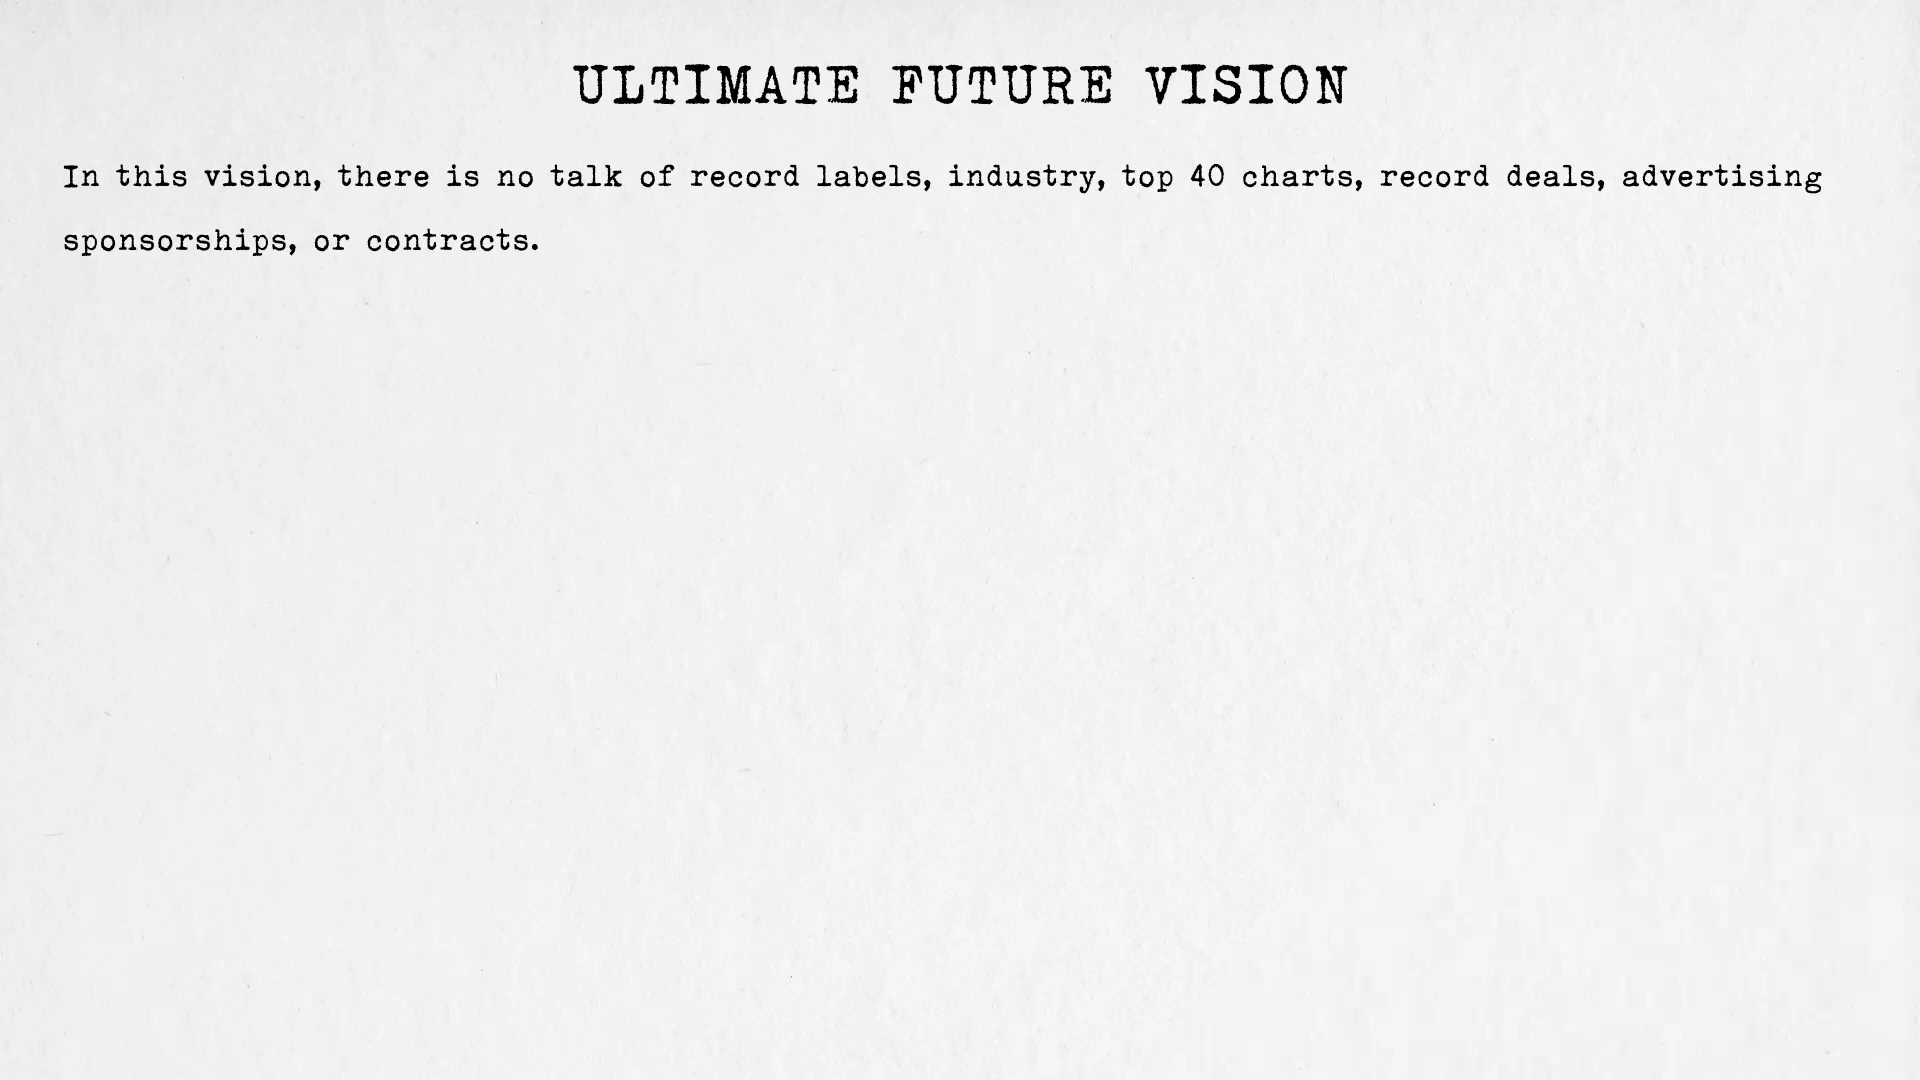 ULTIMATE FUTURE VISION
In this vision, there is no talk of record labels, industry, top 40 charts, record deals, advertising
sponsorships, or contracts.